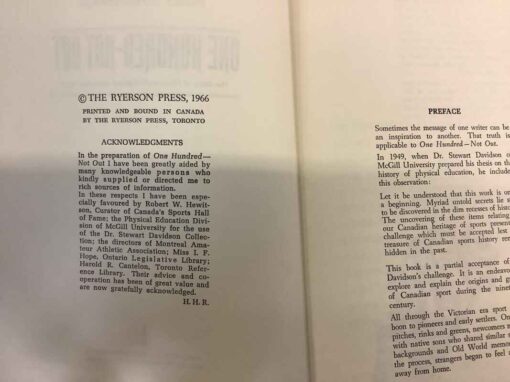 © THE RYERSON PRESS, 1966
PRINTED AND BOUND IN CANADA
BY THE RYERSON PRESS, TORONTO
ACKNOWLEDGMENTS
In the preparation of One Hundred—
Not Out I have been greatly aided by
many knowledgeable persons who
kindly supplied or directed me to
rich sources of information.
In these respects I have been espe-
cially favoured by Robert W. Hewit-
son, Curator of Canada's Sports Hall
of Fame; the Physical Education Divi-
sion of McGill University for the use
of the Dr. Stewart Davidson Collec-
tion; the directors of Montreal Ama-
teur Athletic Association; Miss I. F.
Hope, Ontario Legislative Library;
Harold R. Cantelon, Toronto Refer-
ence Library. Their advice and co-
operation has been of great value and
are now gratefully acknowledged.
H. H. R.
PREFACE
Sometimes the message of one writer can be
an inspiration to another. That truth is
applicable to One Hundred—Not Out.
In 1949, when Dr. Stewart Davidson of
McGill University prepared his thesis on the
history of physical education, he include
this observation:
Let it be understood that this work is on
a beginning. Myriad untold secrets lie s
to be discovered in the dim recesses of histo
The uncovering of these items relating
our Canadian heritage of sports presen
challenge which must be accepted lest
treasure of Canadian sports history rem
hidden in the past.
This book is a partial acceptance of
Davidson's challenge. It is an endeavo
explore and explain the origins and g
of Canadian sport during the nine
century.
All through the Victorian era sport
boon to pioneers and early settlers. On
pitches, rinks and greens, newcomers m
with native sons who shared similar s
backgrounds and Old World memo
the process, strangers began to feel
away from home.